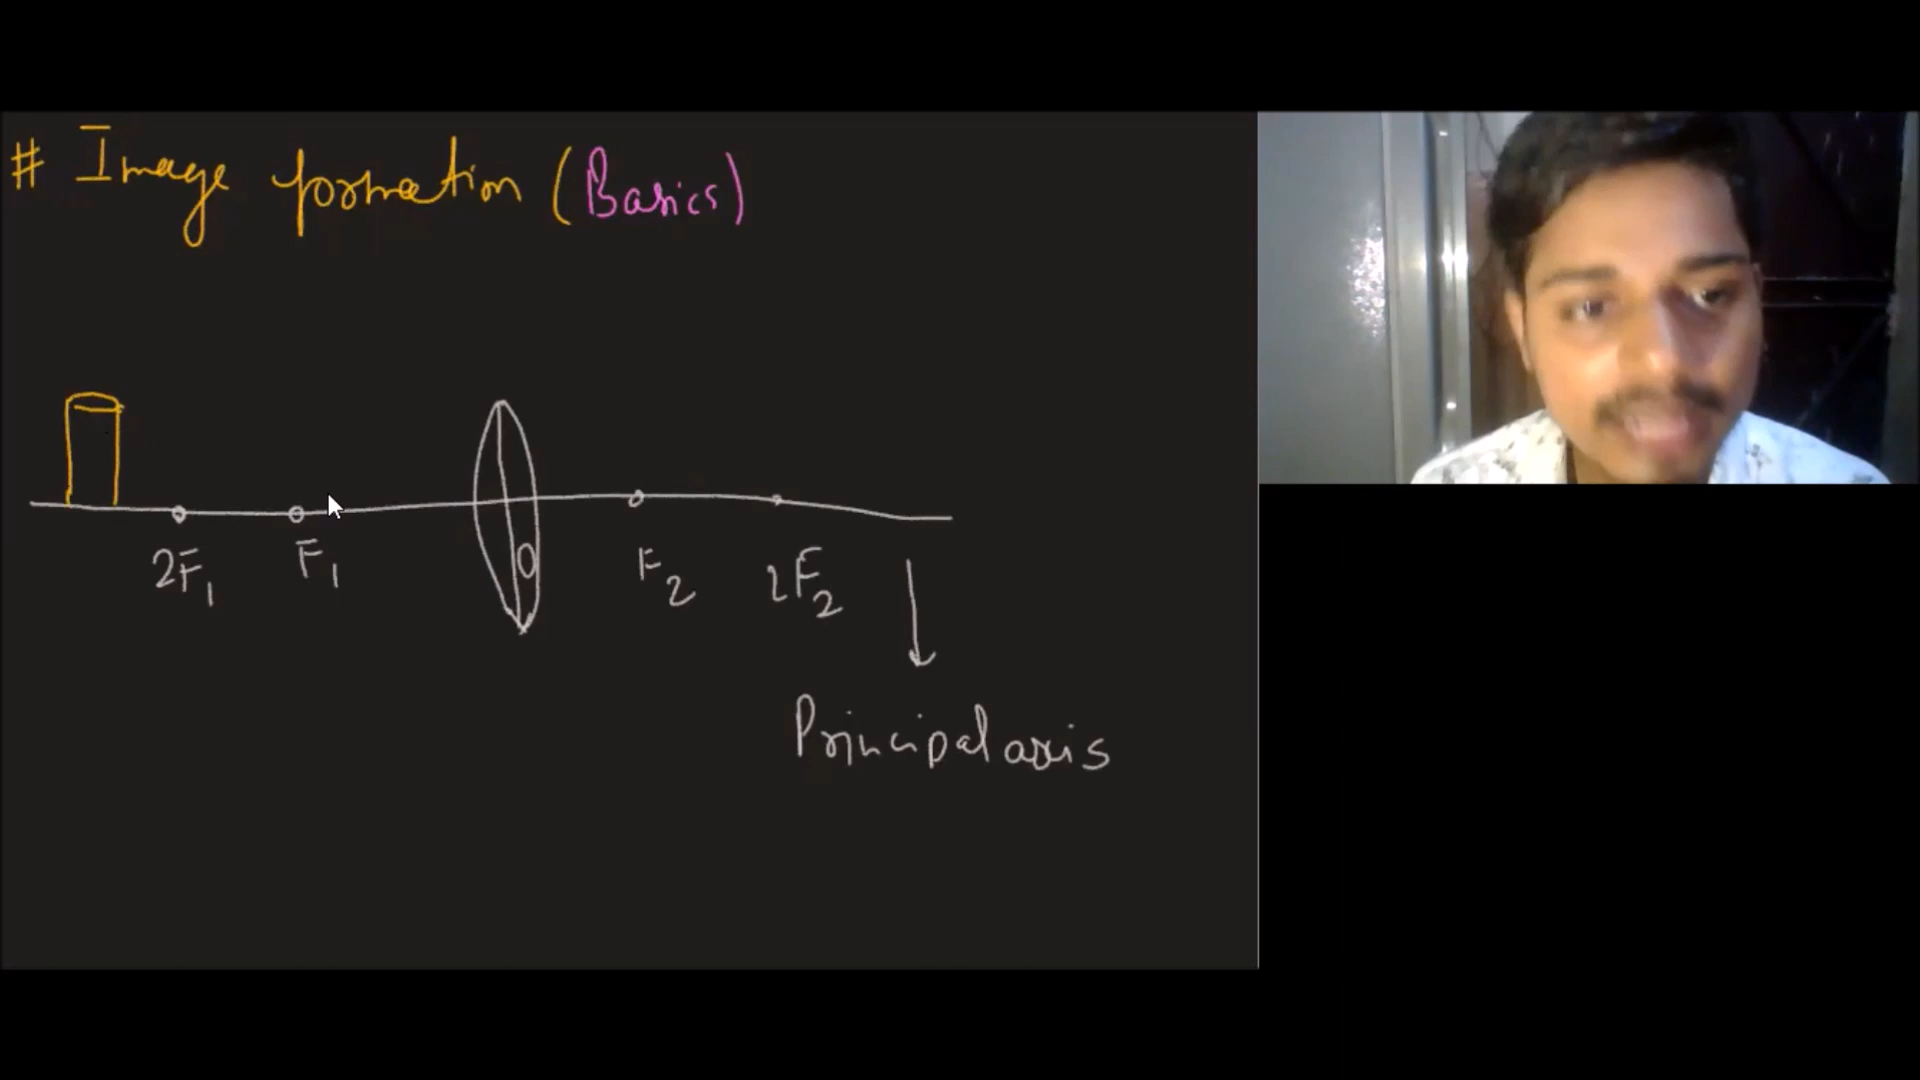 # Image formation (Basics)
2F₁ F₁ O F₂ 2F₂
Principal axis